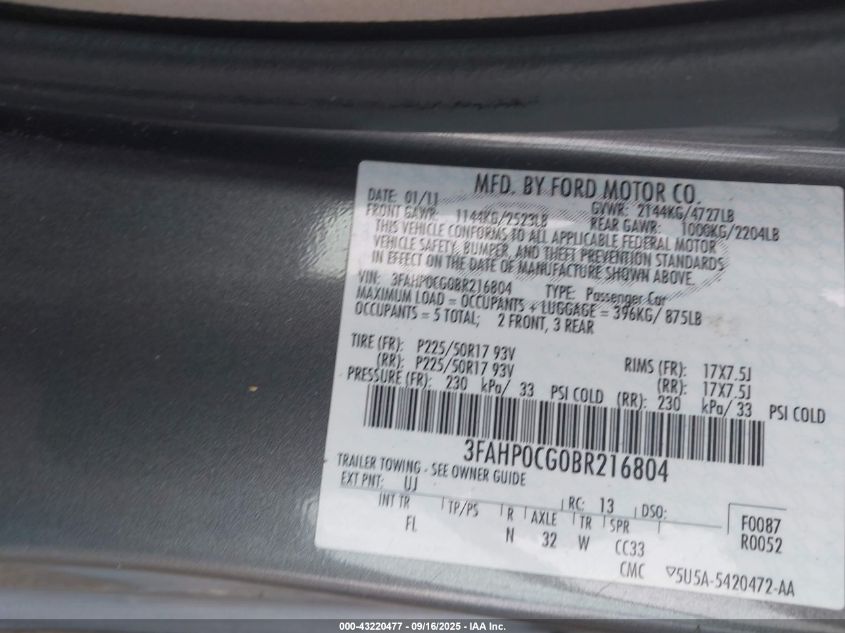 MFD. BY FORD MOTOR CO.
DATE: 01/11 GVWR: 2144KG/4727LB
FRONT GAWR: 1144KG/2523LB REAR GAWR: 1000KG/2204LB
THIS VEHICLE CONFORMS TO ALL APPLICABLE FEDERAL MOTOR
VEHICLE SAFETY, BUMPER, AND THEFT PREVENTION STANDARDS
IN EFFECT ON THE DATE OF MANUFACTURE SHOWN ABOVE.
VIN: 3FAHP0CG0BR216804 TYPE: Passenger Car
MAXIMUM LOAD = OCCUPANTS + LUGGAGE = 396KG/ 875LB
OCCUPANTS = 5 TOTAL; 2 FRONT, 3 REAR
TIRE (FR): P225/50R17 93V RIMS (FR): 17X7.5J
(RR): P225/50R17 93V (RR): 17X7.5J
PRESSURE (FR): 230 kPa/ 33 PSI COLD (RR): 230 kPa/ 33 PSI COLD
3FAHP0CG0BR216804
TRAILER TOWING - SEE OWNER GUIDE
EXT PNT: UJ RC: 13 DSO: F0087
INT TR TP/PS R AXLE TR SPR R0052
FL N 32 W CC33
CMC ▽5U5A-5420472-AA
000-43220477 - 09/16/2025 - IAA Inc.